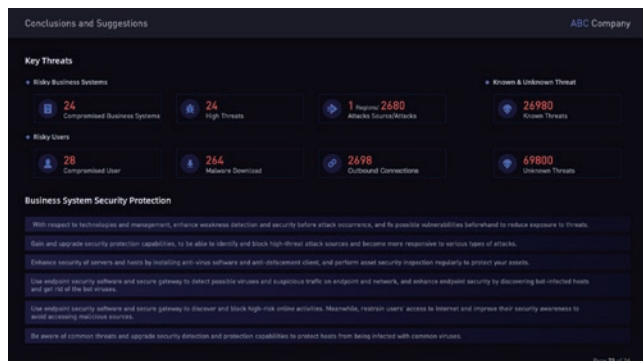 Conclusions and Suggestions
ABC Company
Key Threats
Risky Business Systems
Known & Unknown Threat
24
Compromised Business Systems
24
High Threats
1 Regions/ 2680
Attacks Source/Attacks
26980
Known Threats
Risky Users
28
Compromised User
264
Malware Download
2698
Outbound Connections
69800
Unknown Threats
Business System Security Protection
With respect to technologies and management, enhance weakness detection and security before attack occurrence, and fix possible vulnerabilities beforehand to reduce exposure to threats.
Gain and upgrade security protection capabilities, to be able to identify and block high-threat attack sources and become more responsive to various types of attacks.
Enhance security of servers and hosts by installing anti-virus software and anti-defacement client, and perform asset security inspection regularly to protect your assets.
Use endpoint security software and secure gateway to detect possible viruses and suspicious traffic on endpoint and network, and enhance endpoint security by discovering bot-infected hosts
and get rid of the bot viruses.
Use endpoint security software and secure gateway to discover and block high-risk online activities. Meanwhile, restrain users' access to Internet and improve their security awareness to
avoid accessing malicious sources.
Be aware of common threats and upgrade security detection and protection capabilities to protect hosts from being infected with common viruses.